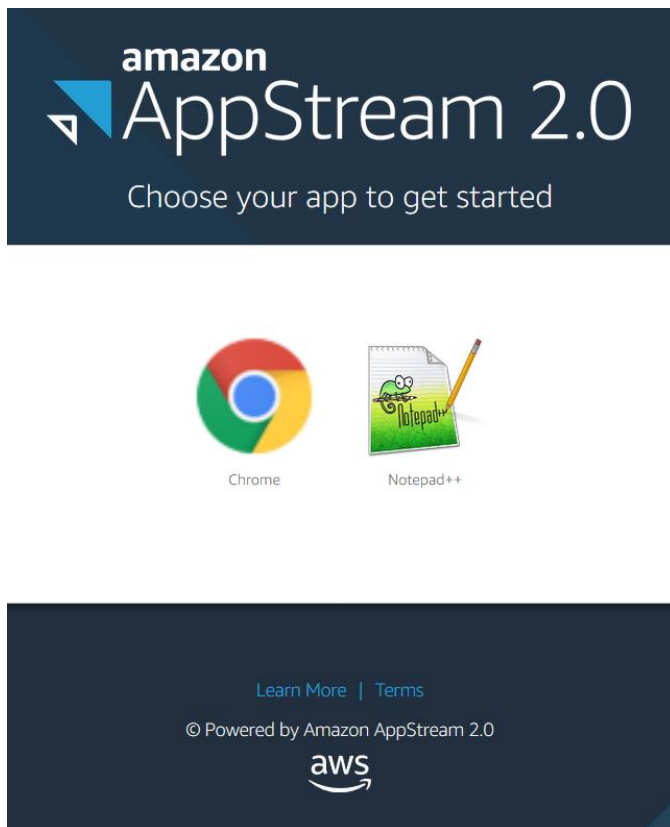 amazon
AppStream 2.0
Choose your app to get started
Notepad++
Chrome
Notepad++
Learn More | Terms
© Powered by Amazon AppStream 2.0
aws